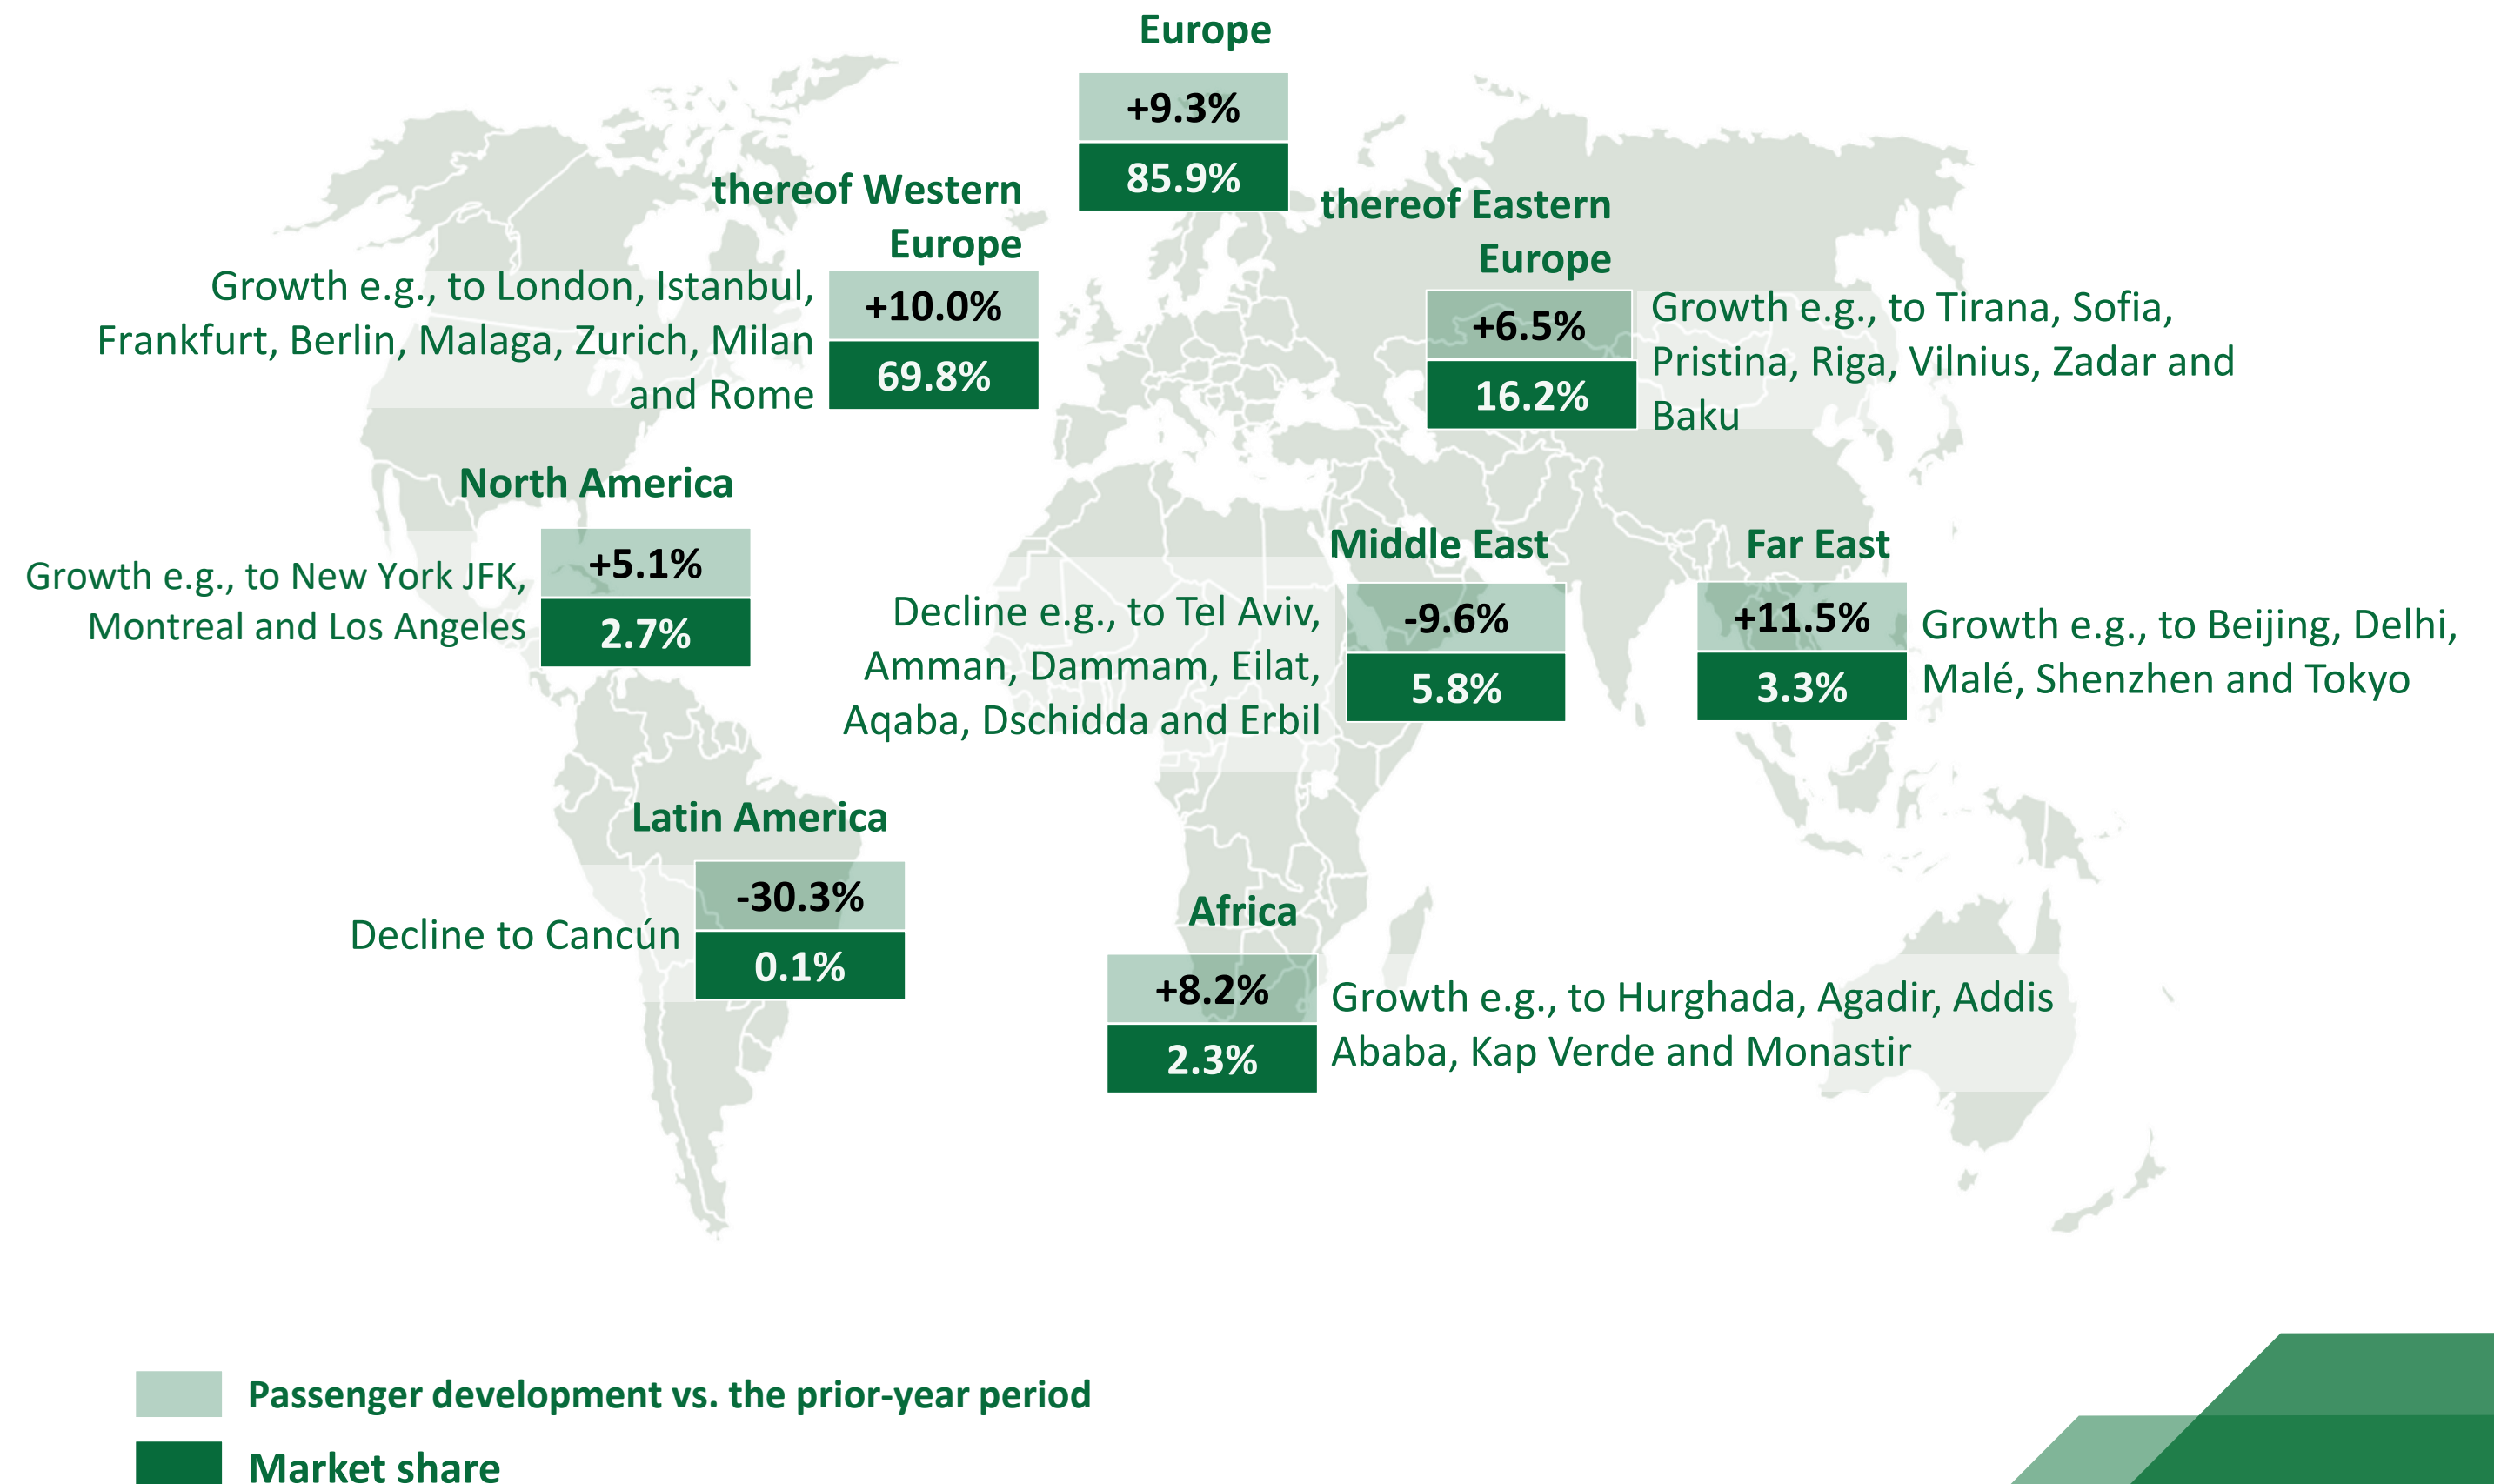 Europe
+9.3%
85.9%
thereof Western
Europe
Growth e.g., to London, Istanbul,
Frankfurt, Berlin, Malaga, Zurich, Milan
and Rome
+10.0%
69.8%
thereof Eastern
Europe
+6.5%
16.2%
Growth e.g., to Tirana, Sofia,
Pristina, Riga, Vilnius, Zadar and
Baku
North America
Growth e.g., to New York JFK,
Montreal and Los Angeles
+5.1%
2.7%
Middle East
Decline e.g., to Tel Aviv,
Amman, Dammam, Eilat,
Aqaba, Dschidda and Erbil
-9.6%
5.8%
Far East
+11.5%
3.3%
Growth e.g., to Beijing, Delhi,
Malé, Shenzhen and Tokyo
Latin America
Decline to Cancún
-30.3%
0.1%
Africa
+8.2%
2.3%
Growth e.g., to Hurghada, Agadir, Addis
Ababa, Kap Verde and Monastir
Passenger development vs. the prior-year period
Market share